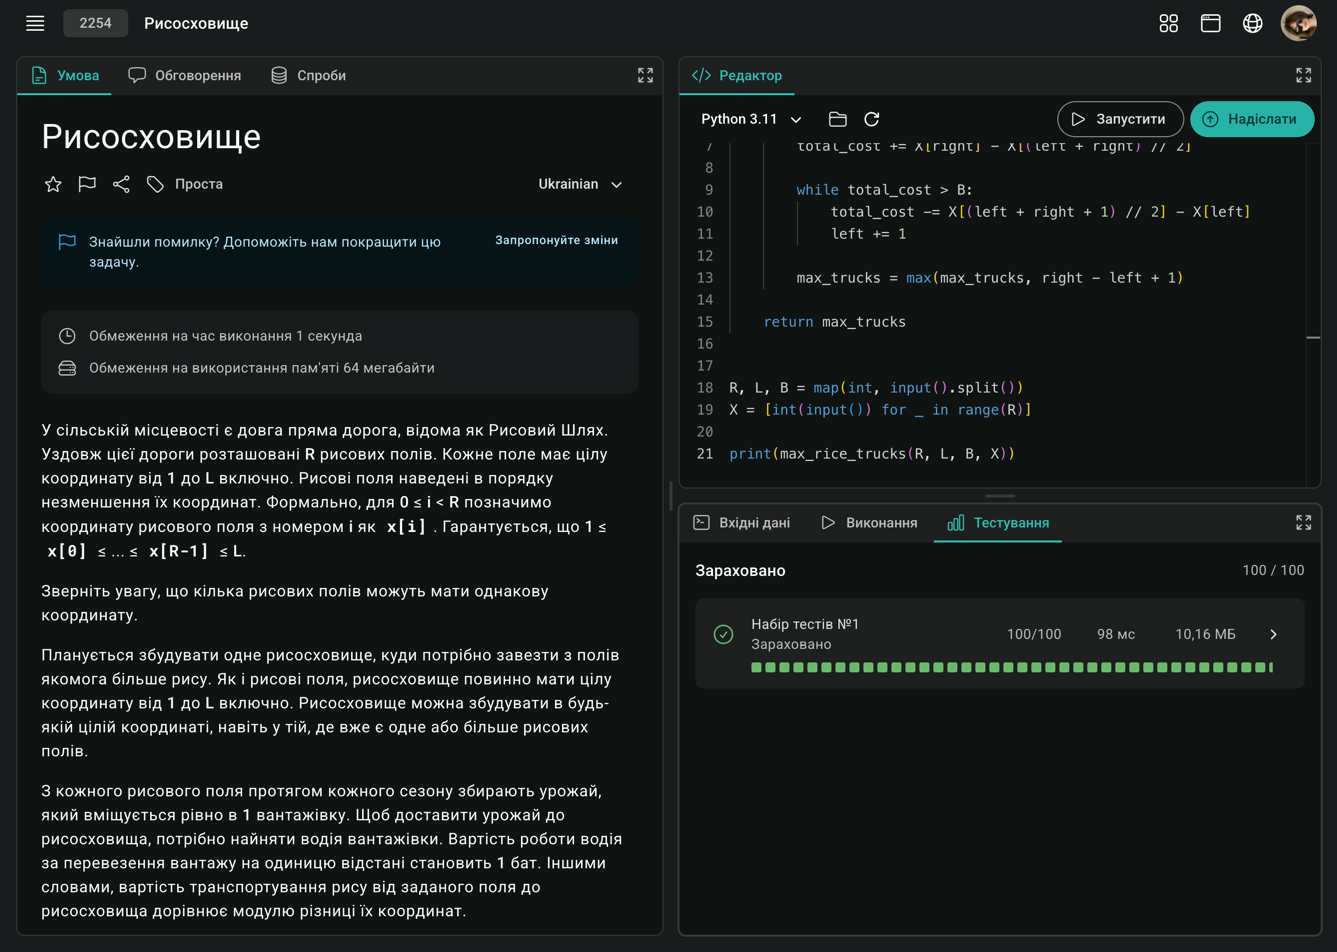 2254 Рисосховище
Умова Обговорення Спроби
Рисосховище
Проста Ukrainian
Знайшли помилку? Допоможіть нам покращити цю
задачу.
Запропонуйте зміни
Обмеження на час виконання 1 секунда
Обмеження на використання пам'яті 64 мегабайти
У сільській місцевості є довга пряма дорога, відома як Рисовий Шлях.
Уздовж цієї дороги розташовані R рисових полів. Кожне поле має цілу
координату від 1 до L включно. Рисові поля наведені в порядку
незменшення їх координат. Формально, для 0 ≤ i < R позначимо
координату рисового поля з номером i як x[i] . Гарантується, що 1 ≤
x[0] ≤ ... ≤ x[R-1] ≤ L.
Зверніть увагу, що кілька рисових полів можуть мати однакову
координату.
Планується збудувати одне рисосховище, куди потрібно завезти з полів
якомога більше рису. Як і рисові поля, рисосховище повинно мати цілу
координату від 1 до L включно. Рисосховище можна збудувати в будь-
якій цілій координаті, навіть у тій, де вже є одне або більше рисових
полів.
З кожного рисового поля протягом кожного сезону збирають урожай,
який вміщується рівно в 1 вантажівку. Щоб доставити урожай до
рисосховища, потрібно найняти водія вантажівки. Вартість роботи водія
за перевезення вантажу на одиницю відстані становить 1 бат. Іншими
словами, вартість транспортування рису від заданого поля до
рисосховища дорівнює модулю різниці їх координат.
Редактор
Python 3.11 Запустити Надіслати
7 total_cost += X[right] - X[(left + right) // 2]
8
9 while total_cost > B:
10 total_cost -= X[(left + right + 1) // 2] - X[left]
11 left += 1
12
13 max_trucks = max(max_trucks, right - left + 1)
14
15 return max_trucks
16
17
18 R, L, B = map(int, input().split())
19 X = [int(input()) for _ in range(R)]
20
21 print(max_rice_trucks(R, L, B, X))
Вхідні дані Виконання Тестування
Зараховано 100 / 100
Набір тестів №1
Зараховано
100/100 98 мс 10,16 МБ